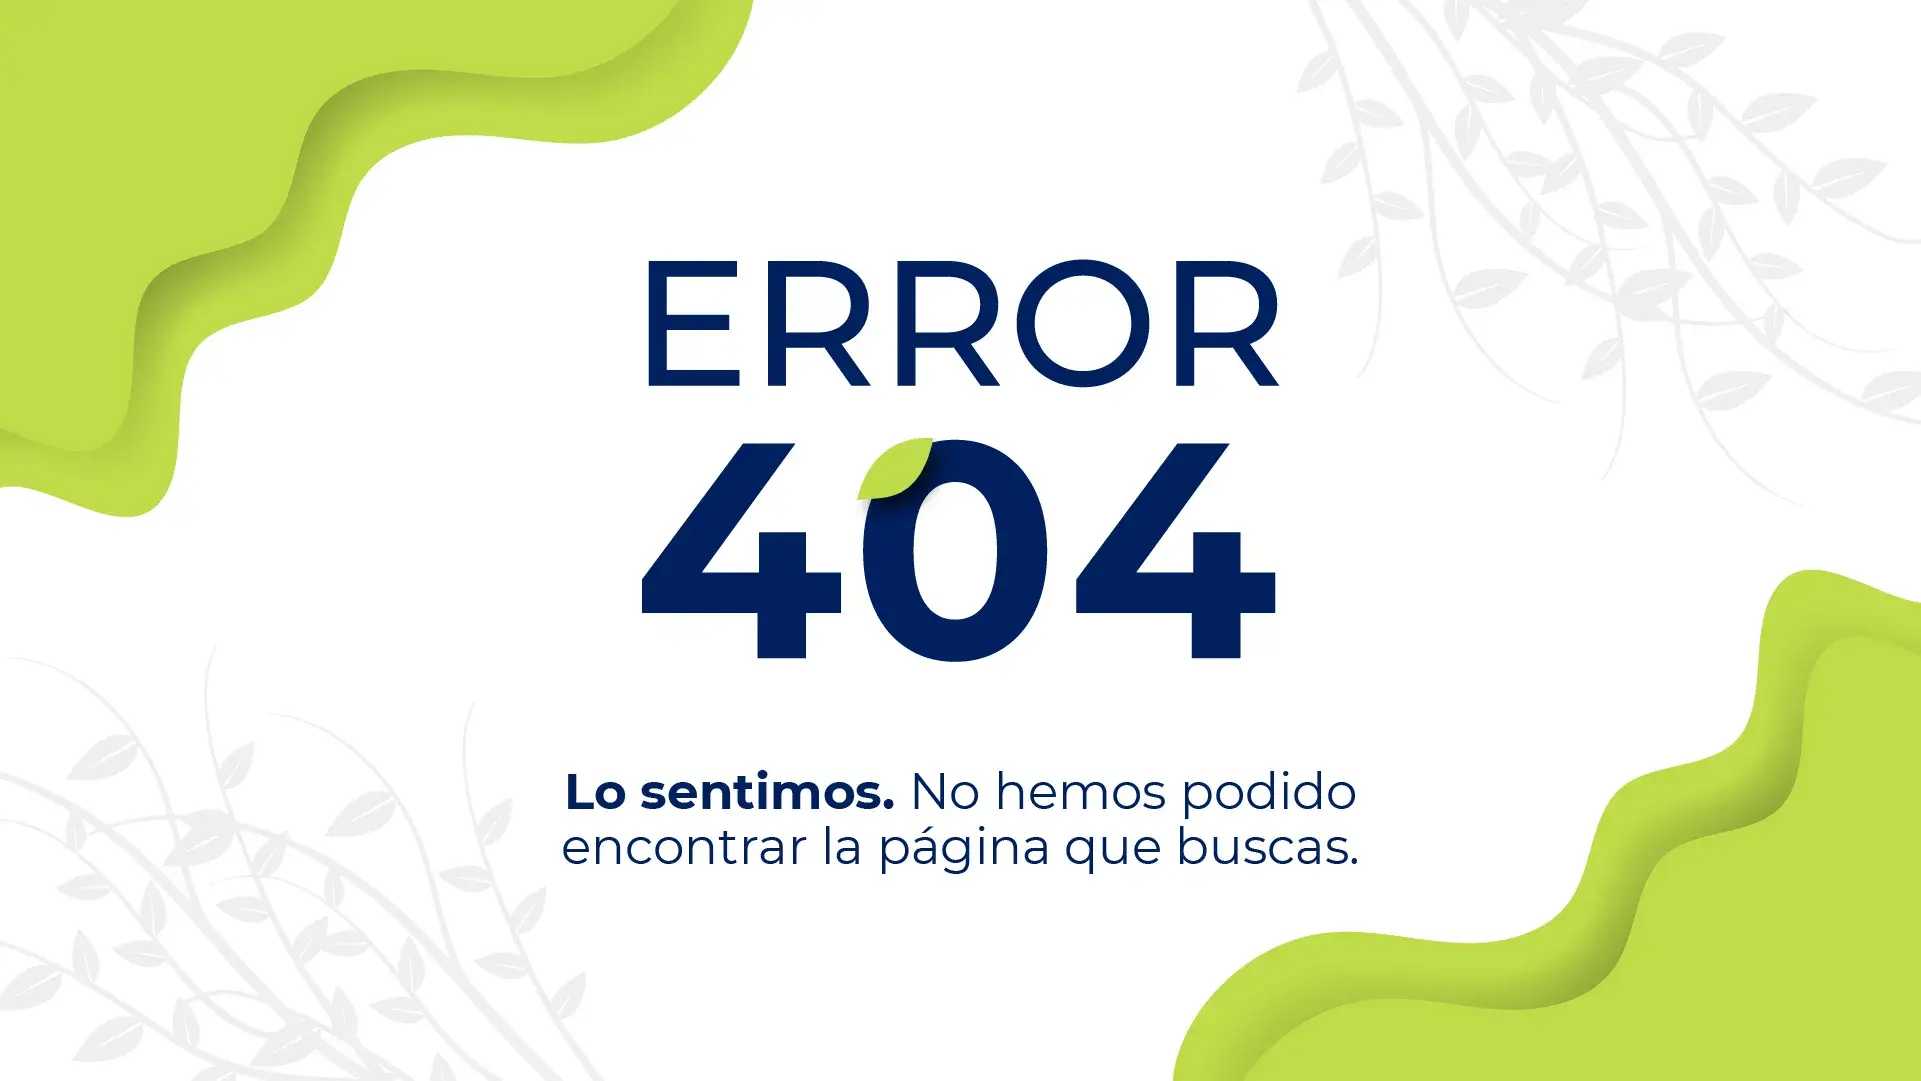 ERROR
404
Lo sentimos. No hemos podido
encontrar la página que buscas.